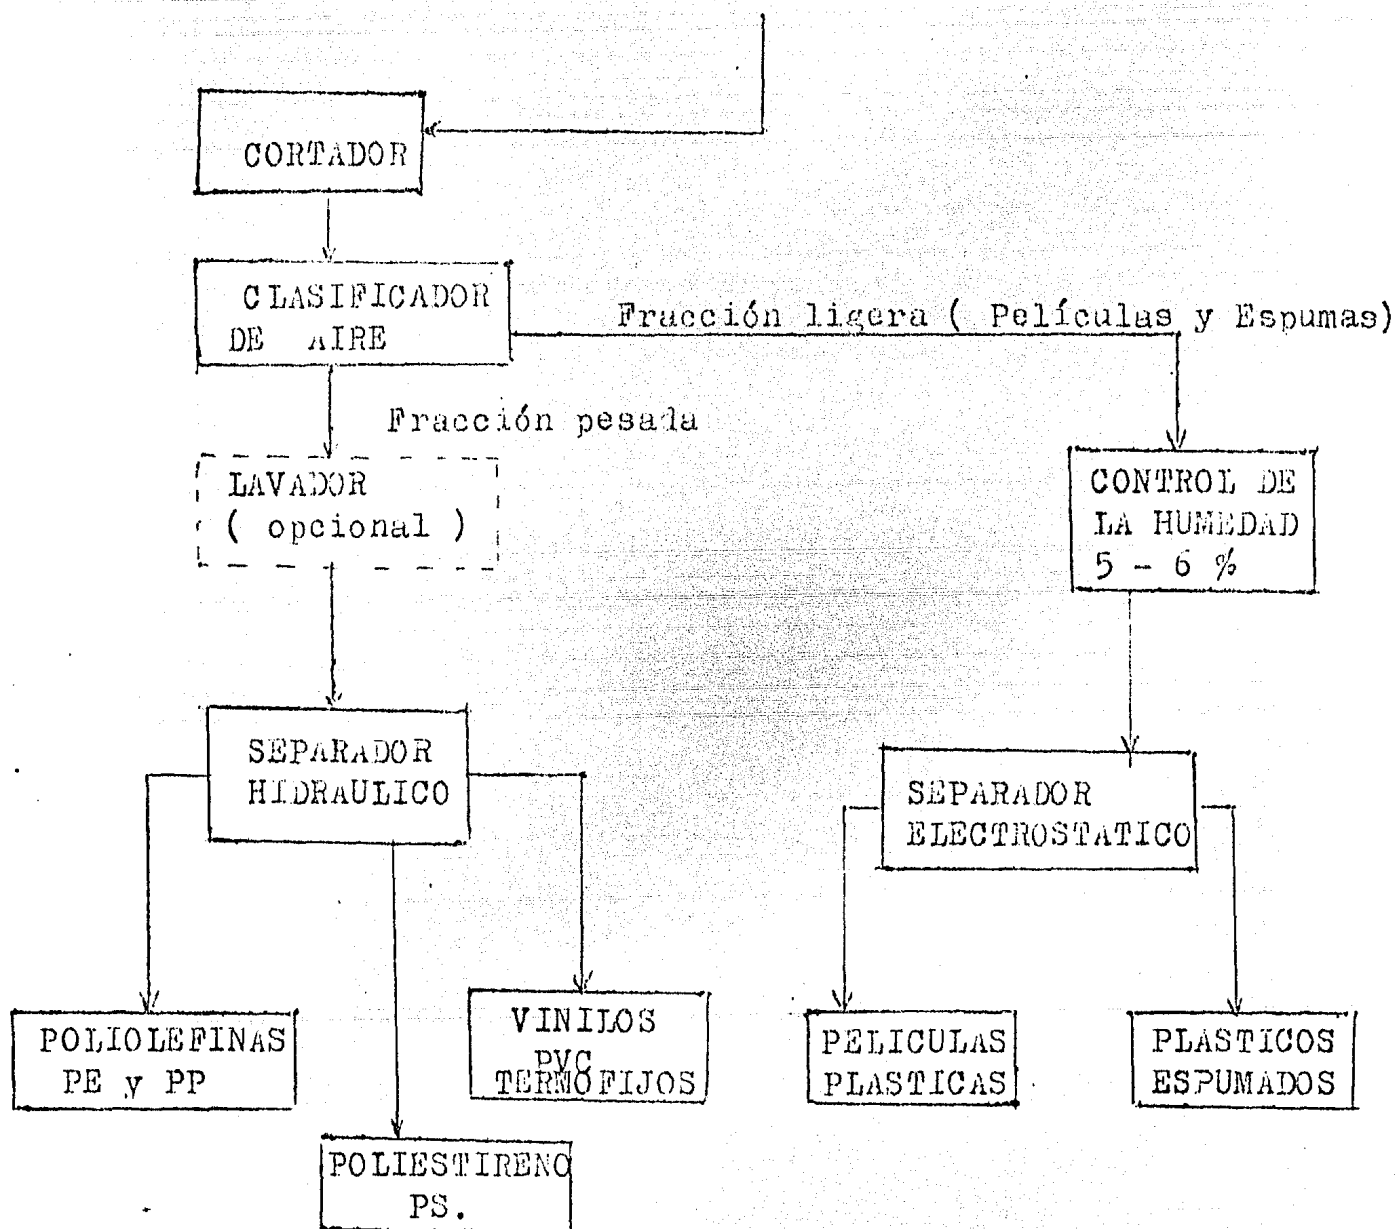 CORTADOR
CLASIFICADOR
DE AIRE
Fracción ligera ( Películas y Espumas)
Fracción pesada
LAVADOR
( opcional )
CONTROL DE
LA HUMEDAD
5 - 6 %
SEPARADOR
HIDRAULICO
SEPARADOR
ELECTROSTATICO
POLIOLEFINAS
PE y PP
VINILOS
PVC
TERMOFIJOS
PELICULAS
PLASTICAS
PLASTICOS
ESPUMADOS
POLIESTIRENO
PS.